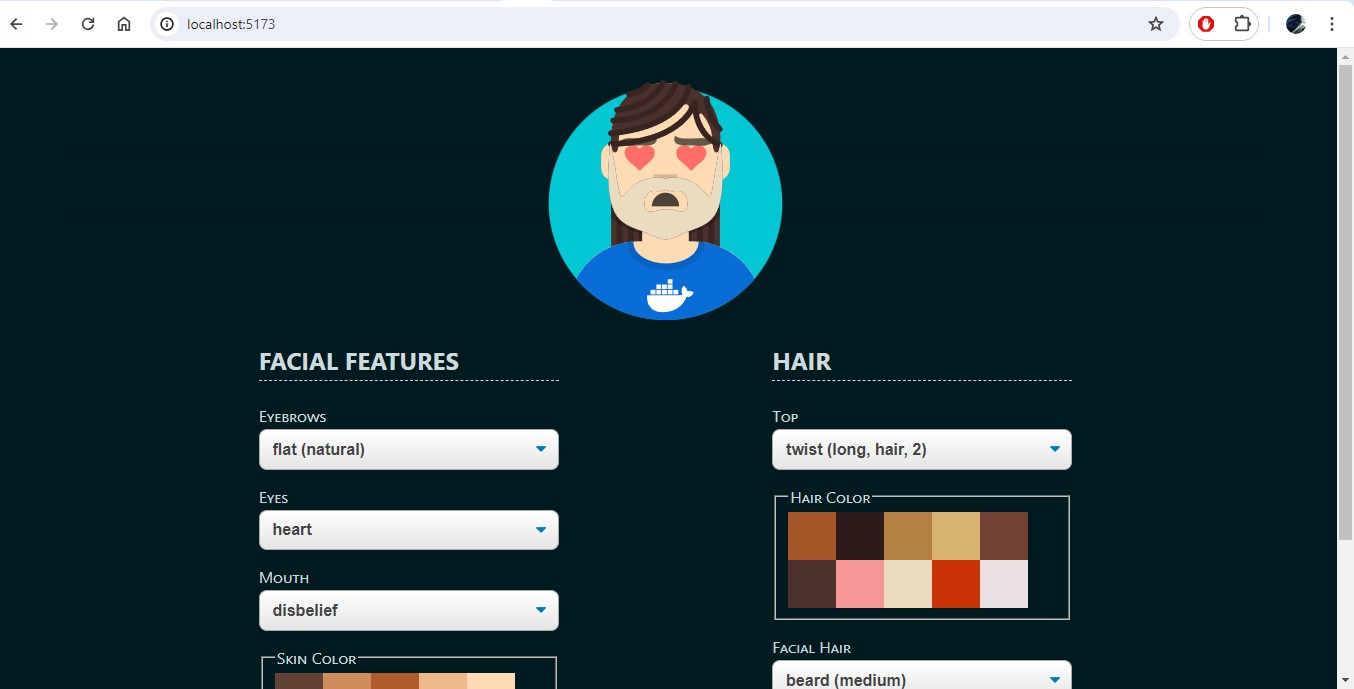 localhost:5173
FACIAL FEATURES
Eyebrows
flat (natural)
Eyes
heart
Mouth
disbelief
Skin Color
HAIR
Top
twist (long, hair, 2)
Hair Color
Facial Hair
beard (medium)